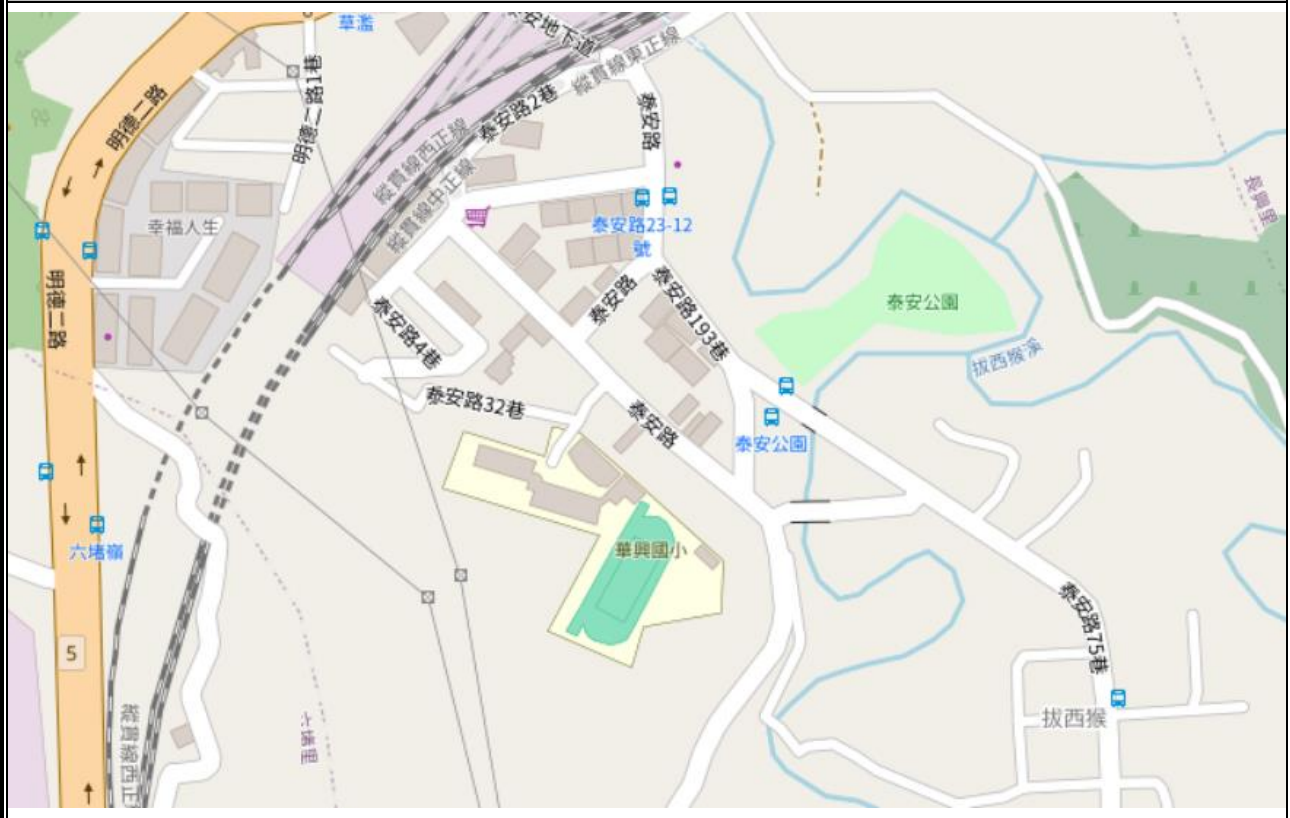 草濫
泰安地下道
縱貫線東正線
明德二路
明德二路1巷
泰安路2巷
泰安路
縱貫線西正線
縱貫線中正線
長興里
幸福人生
泰安路23-12
號
明德二路
泰安路4巷
泰安路
泰安路193巷
泰安公園
拔西猴溪
泰安路32巷
泰安路
泰安公園
六堵嶺
華興國小
5
泰安路75巷
拔西猴
六堵里
縱貫線西正